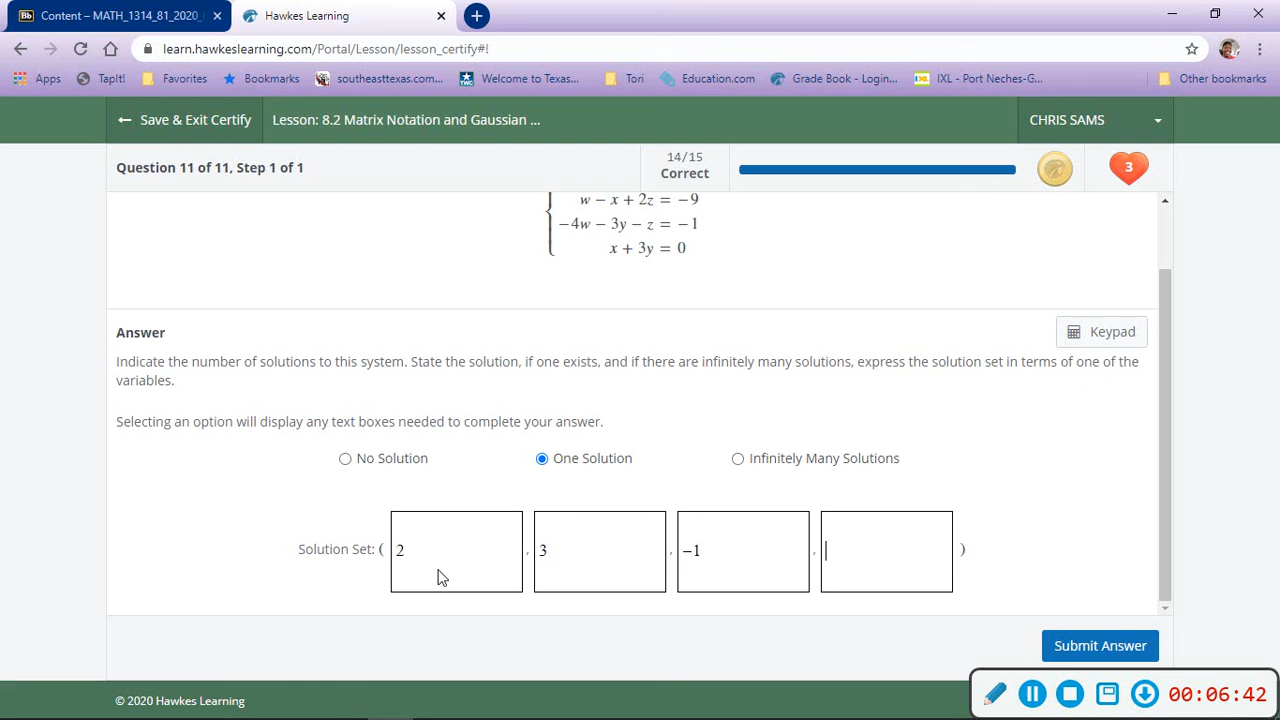 Content – MATH_1314_81_2020_
Hawkes Learning
learn.hawkeslearning.com/Portal/Lesson/lesson_certify#!
Apps
TapIt!
Favorites
Bookmarks
southeasttexas.com...
Welcome to Texas...
Tori
Education.com
Grade Book - Login...
IXL - Port Neches-G...
Other bookmarks
← Save & Exit Certify
Lesson: 8.2 Matrix Notation and Gaussian ...
CHRIS SAMS
Question 11 of 11, Step 1 of 1
14/15
Correct
3
w − x + 2z = −9
−4w − 3y − z = −1
x + 3y = 0
Answer
Keypad
Indicate the number of solutions to this system. State the solution, if one exists, and if there are infinitely many solutions, express the solution set in terms of one of the
variables.
Selecting an option will display any text boxes needed to complete your answer.
No Solution
One Solution
Infinitely Many Solutions
Solution Set: ( 2 , 3 , −1 , )
Submit Answer
© 2020 Hawkes Learning
00:06:42